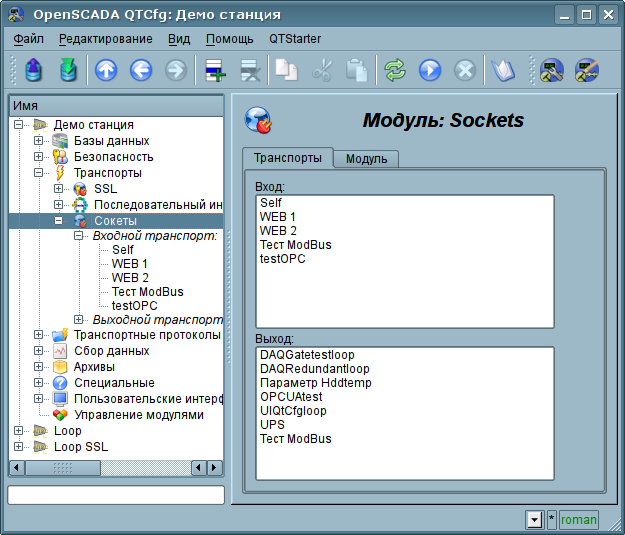 OpenSCADA QTCfg: Демо станция
Файл Редактирование Вид Помощь QTStarter
Имя
Демо станция
Базы данных
Безопасность
Транспорты
SSL
Последовательный ин
Сокеты
Входной транспорт:
Self
WEB 1
WEB 2
Тест ModBus
testOPC
Выходной транспорт
Транспортные протоколы
Сбор данных
Архивы
Специальные
Пользовательские интерф
Управление модулями
Loop
Loop SSL
Модуль: Sockets
Транспорты Модуль
Вход:
Self
WEB 1
WEB 2
Тест ModBus
testOPC
Выход:
DAQGatetestloop
DAQRedundantloop
Параметр Hddtemp
OPCUAtest
UIQtCfgloop
UPS
Тест ModBus
* roman